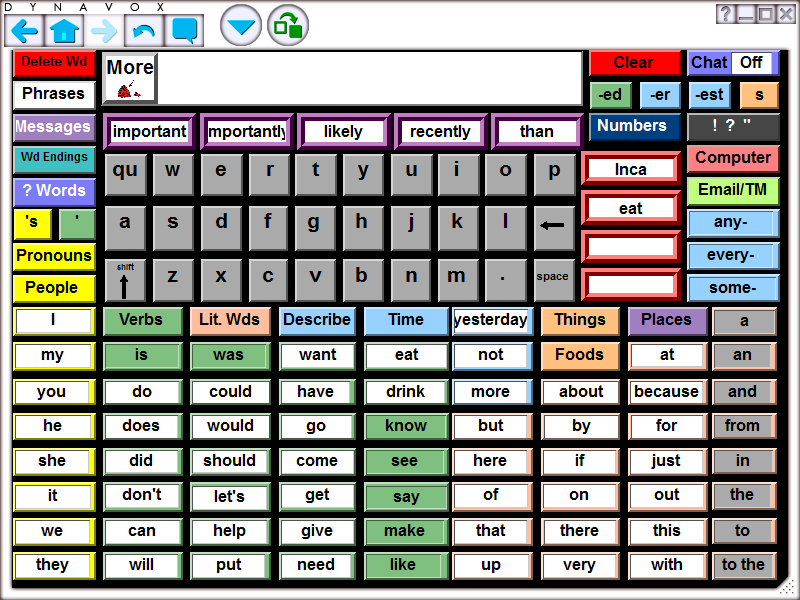 DYNAVOX
Delete Wd More Clear Chat Off
Phrases -ed -er -est s
Messages important mportantly likely recently than Numbers ! ? "
Wd Endings qu w e r t y u i o p Inca Computer
? Words eat Email/TM
's ' a s d f g h j k l any-
Pronouns every-
People shift z x c v b n m . space some-
I Verbs Lit. Wds Describe Time yesterday Things Places a
my is was want eat not Foods at an
you do could have drink more about because and
he does would go know but by for from
she did should come see here if just in
it don't let's get say of on out the
we can help give make that there this to
they will put need like up very with to the